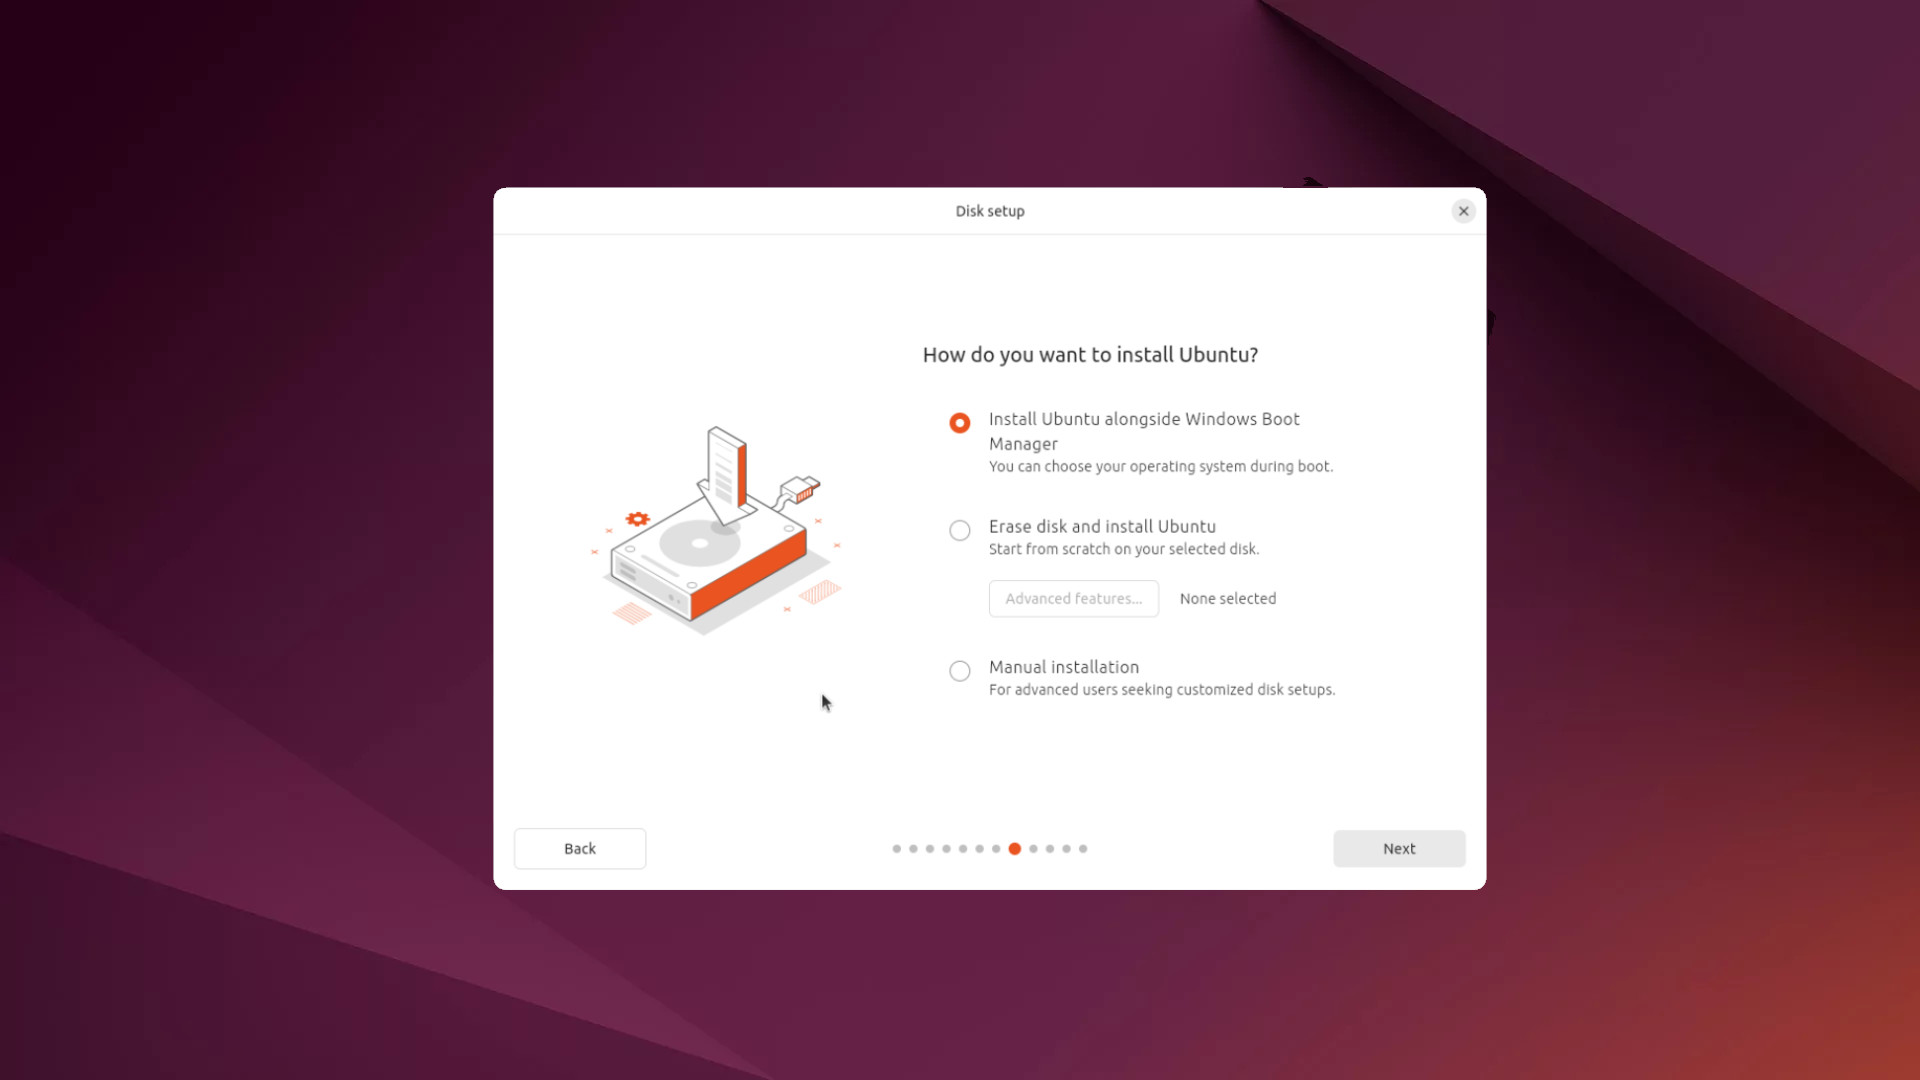 Disk setup
How do you want to install Ubuntu?
Install Ubuntu alongside Windows Boot
Manager
You can choose your operating system during boot.
Erase disk and install Ubuntu
Start from scratch on your selected disk.
Advanced features... None selected
Manual installation
For advanced users seeking customized disk setups.
Back Next